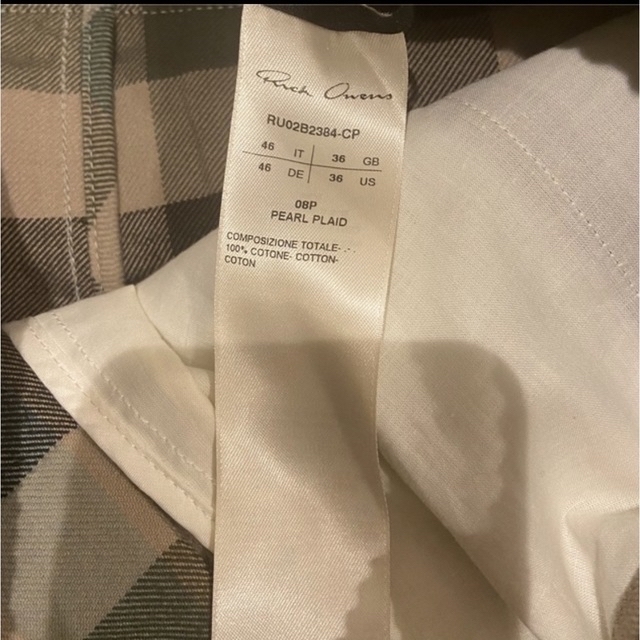 Rick Owens
RU02B2384-CP
46 IT 36 GB
46 DE 36 US
08P
PEARL PLAID
COMPOSIZIONE TOTALE- .- .
100% COTONE- COTTON-
COTON